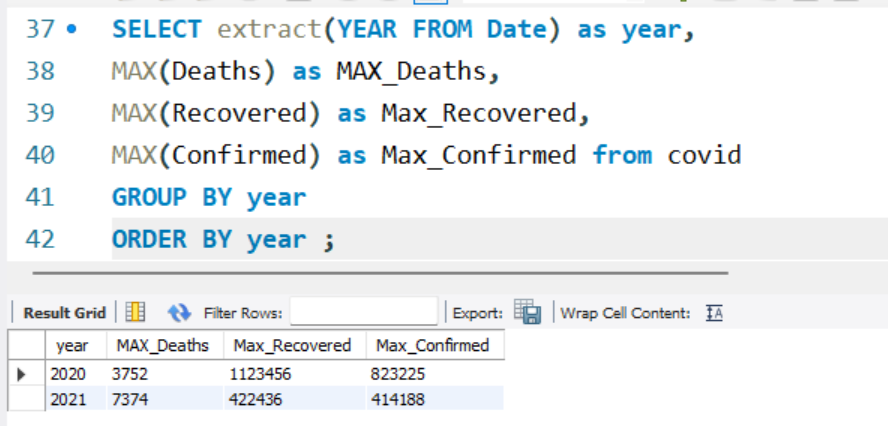 37 SELECT extract(YEAR FROM Date) as year,
38 MAX(Deaths) as MAX_Deaths,
39 MAX(Recovered) as Max_Recovered,
40 MAX(Confirmed) as Max_Confirmed from covid
41 GROUP BY year
42 ORDER BY year ;
Result Grid Filter Rows: Export: Wrap Cell Content: IA
year MAX_Deaths Max_Recovered Max_Confirmed
2020 3752 1123456 823225
2021 7374 422436 414188